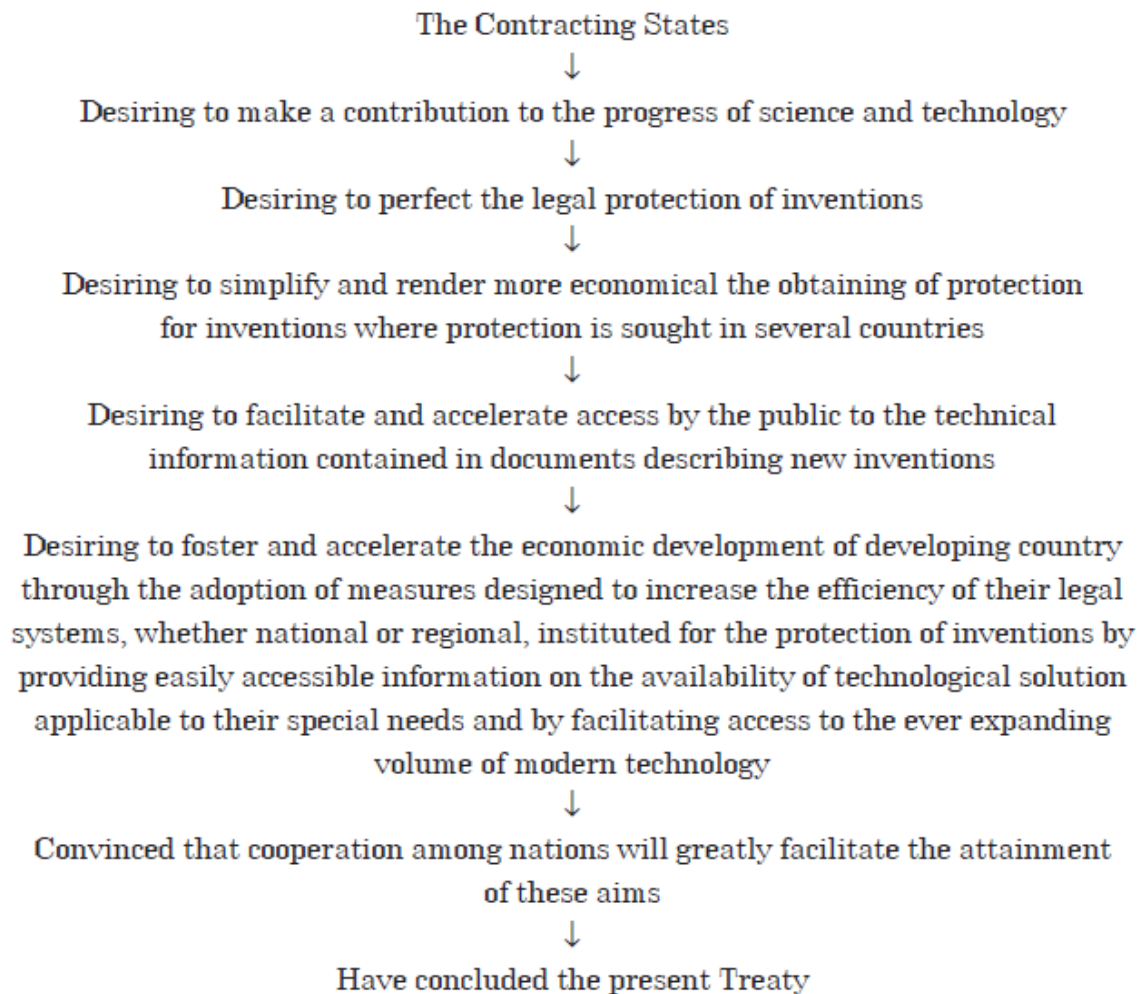 The Contracting States
↓
Desiring to make a contribution to the progress of science and technology
↓
Desiring to perfect the legal protection of inventions
↓
Desiring to simplify and render more economical the obtaining of protection
for inventions where protection is sought in several countries
↓
Desiring to facilitate and accelerate access by the public to the technical
information contained in documents describing new inventions
↓
Desiring to foster and accelerate the economic development of developing country
through the adoption of measures designed to increase the efficiency of their legal
systems, whether national or regional, instituted for the protection of inventions by
providing easily accessible information on the availability of technological solution
applicable to their special needs and by facilitating access to the ever expanding
volume of modern technology
↓
Convinced that cooperation among nations will greatly facilitate the attainment
of these aims
↓
Have concluded the present Treaty